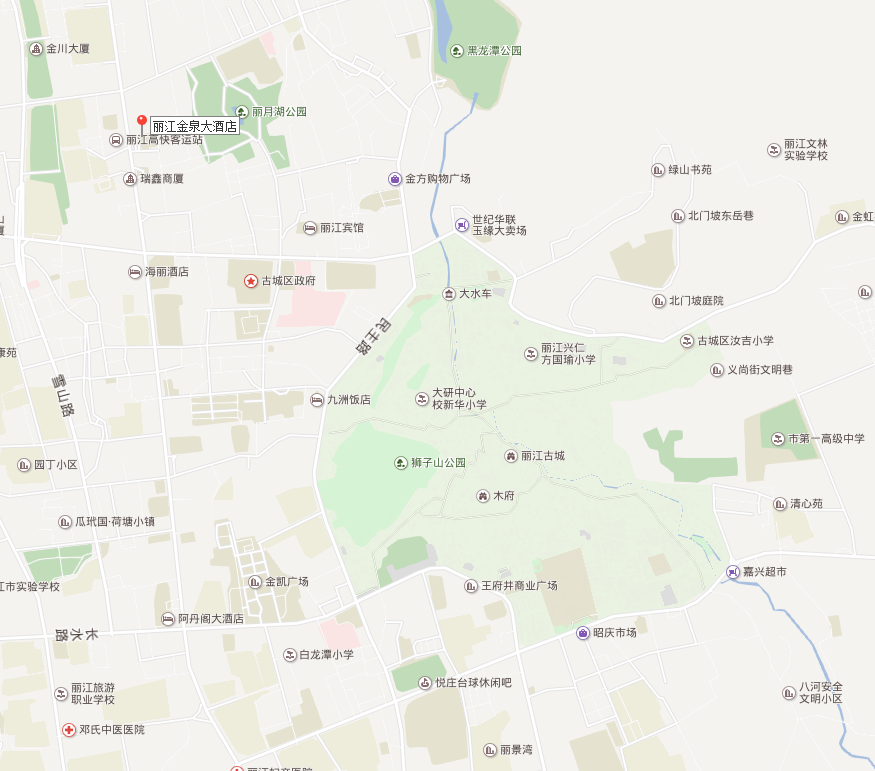 金川大厦
黑龙潭公园
丽月湖公园
丽江金泉大酒店
丽江高快客运站
丽江文林
实验学校
绿山书苑
瑞鑫商厦
金方购物广场
北门坡东岳巷
金虹
世纪华联
玉缘大卖场
丽江宾馆
海丽酒店
古城区政府
大水车
北门坡庭院
民主路
古城区汝吉小学
丽江兴仁
方国瑜小学
康苑
义尚街文明巷
雪山路
九洲饭店
大研中心
校新华小学
市第一高级中学
丽江古城
狮子山公园
园丁小区
木府
清心苑
瓜玳国·荷塘小镇
嘉兴超市
金凯广场
王府井商业广场
江市实验学校
阿丹阁大酒店
昭庆市场
长水路
白龙潭小学
悦庄台球休闲吧
丽江旅游
职业学校
八河安全
文明小区
邓氏中医医院
丽景湾